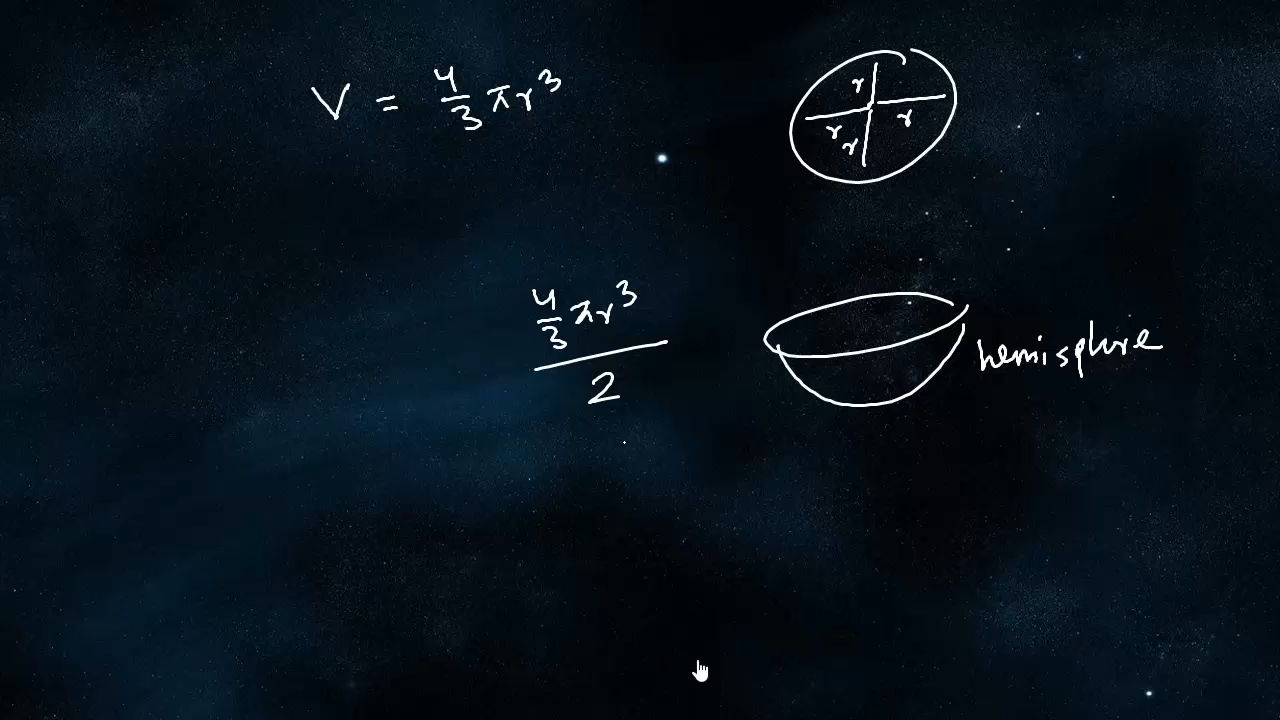 V = 4/3 πr³
r
r
r
r
4/3 πr³
2
hemisphere